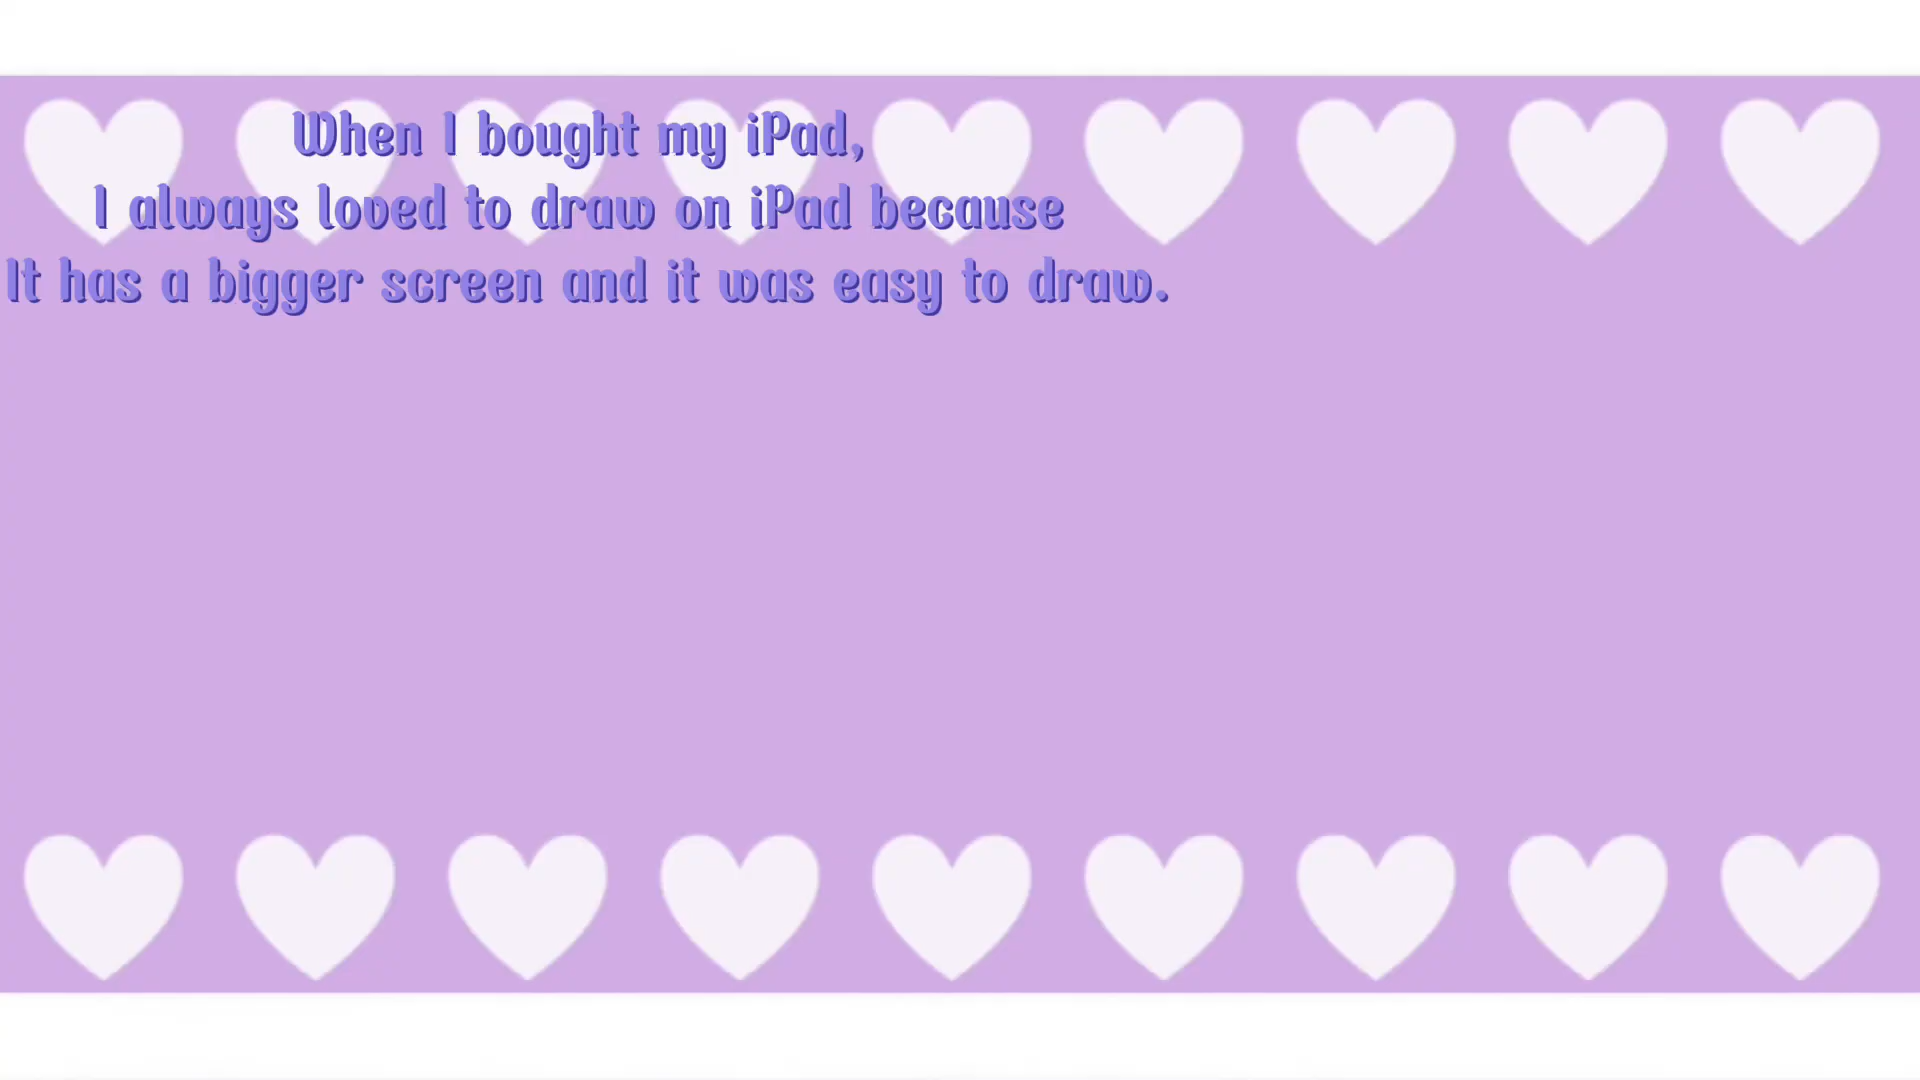 When I bought my iPad,
I always loved to draw on iPad because
It has a bigger screen and it was easy to draw.